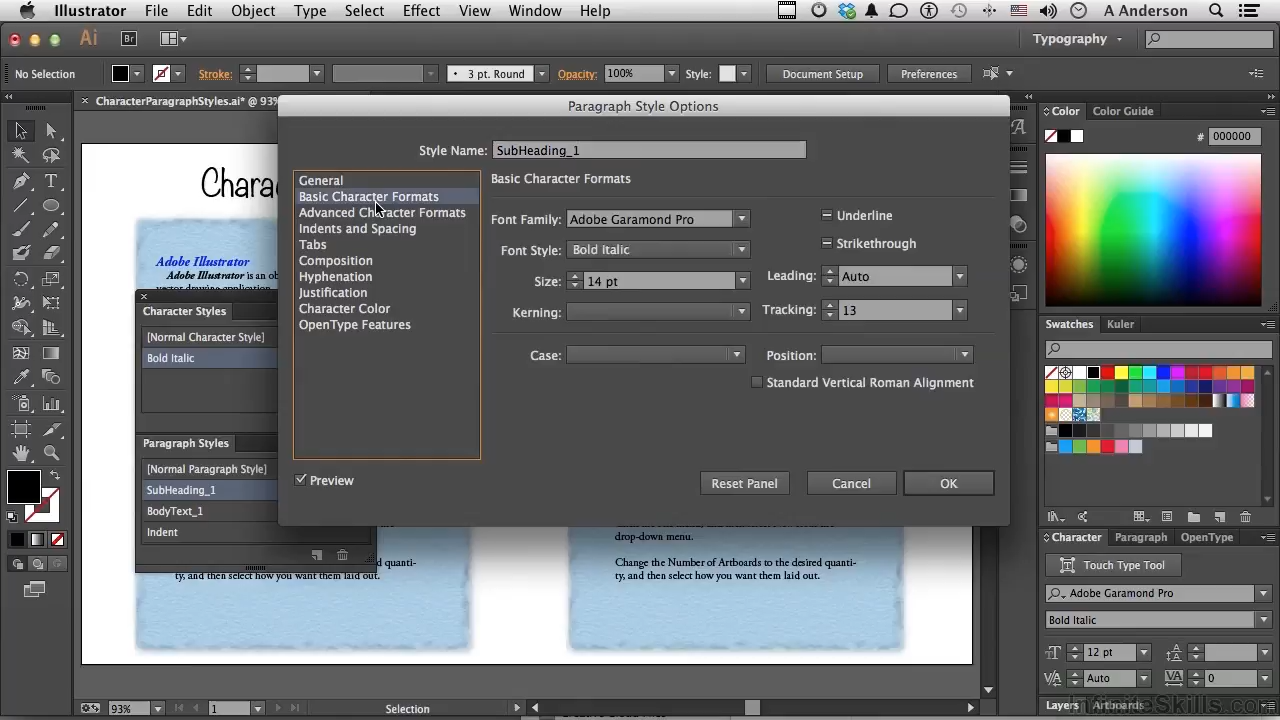 Illustrator File Edit Object Type Select Effect View Window Help A Anderson
Ai Br Typography
No Selection Stroke: 3 pt. Round Opacity: 100% Style: Document Setup Preferences
CharacterParagraphStyles.ai* @ 93%
Paragraph Style Options
Style Name: SubHeading_1
General
Basic Character Formats
Advanced Character Formats
Indents and Spacing
Tabs
Composition
Hyphenation
Justification
Character Color
OpenType Features
Basic Character Formats
Font Family: Adobe Garamond Pro
Font Style: Bold Italic
Size: 14 pt
Kerning:
Case:
Underline
Strikethrough
Leading: Auto
Tracking: 13
Position:
Standard Vertical Roman Alignment
Preview
Reset Panel Cancel OK
Adobe Illustrator
Adobe Illustrator is an
Character Styles
[Normal Character Style]
Bold Italic
Paragraph Styles
[Normal Paragraph Style]
SubHeading_1
BodyText_1
Indent
ty, and then select how you want them laid out.
drop-down menu.
Change the Number of Artboards to the desired quanti-
ty, and then select how you want them laid out.
Color Color Guide
# 000000
Swatches Kuler
Character Paragraph OpenType
Touch Type Tool
Adobe Garamond Pro
Bold Italic
12 pt
Auto 0
Layers Artboards
93% 1 Selection
InfiniteSkills.com